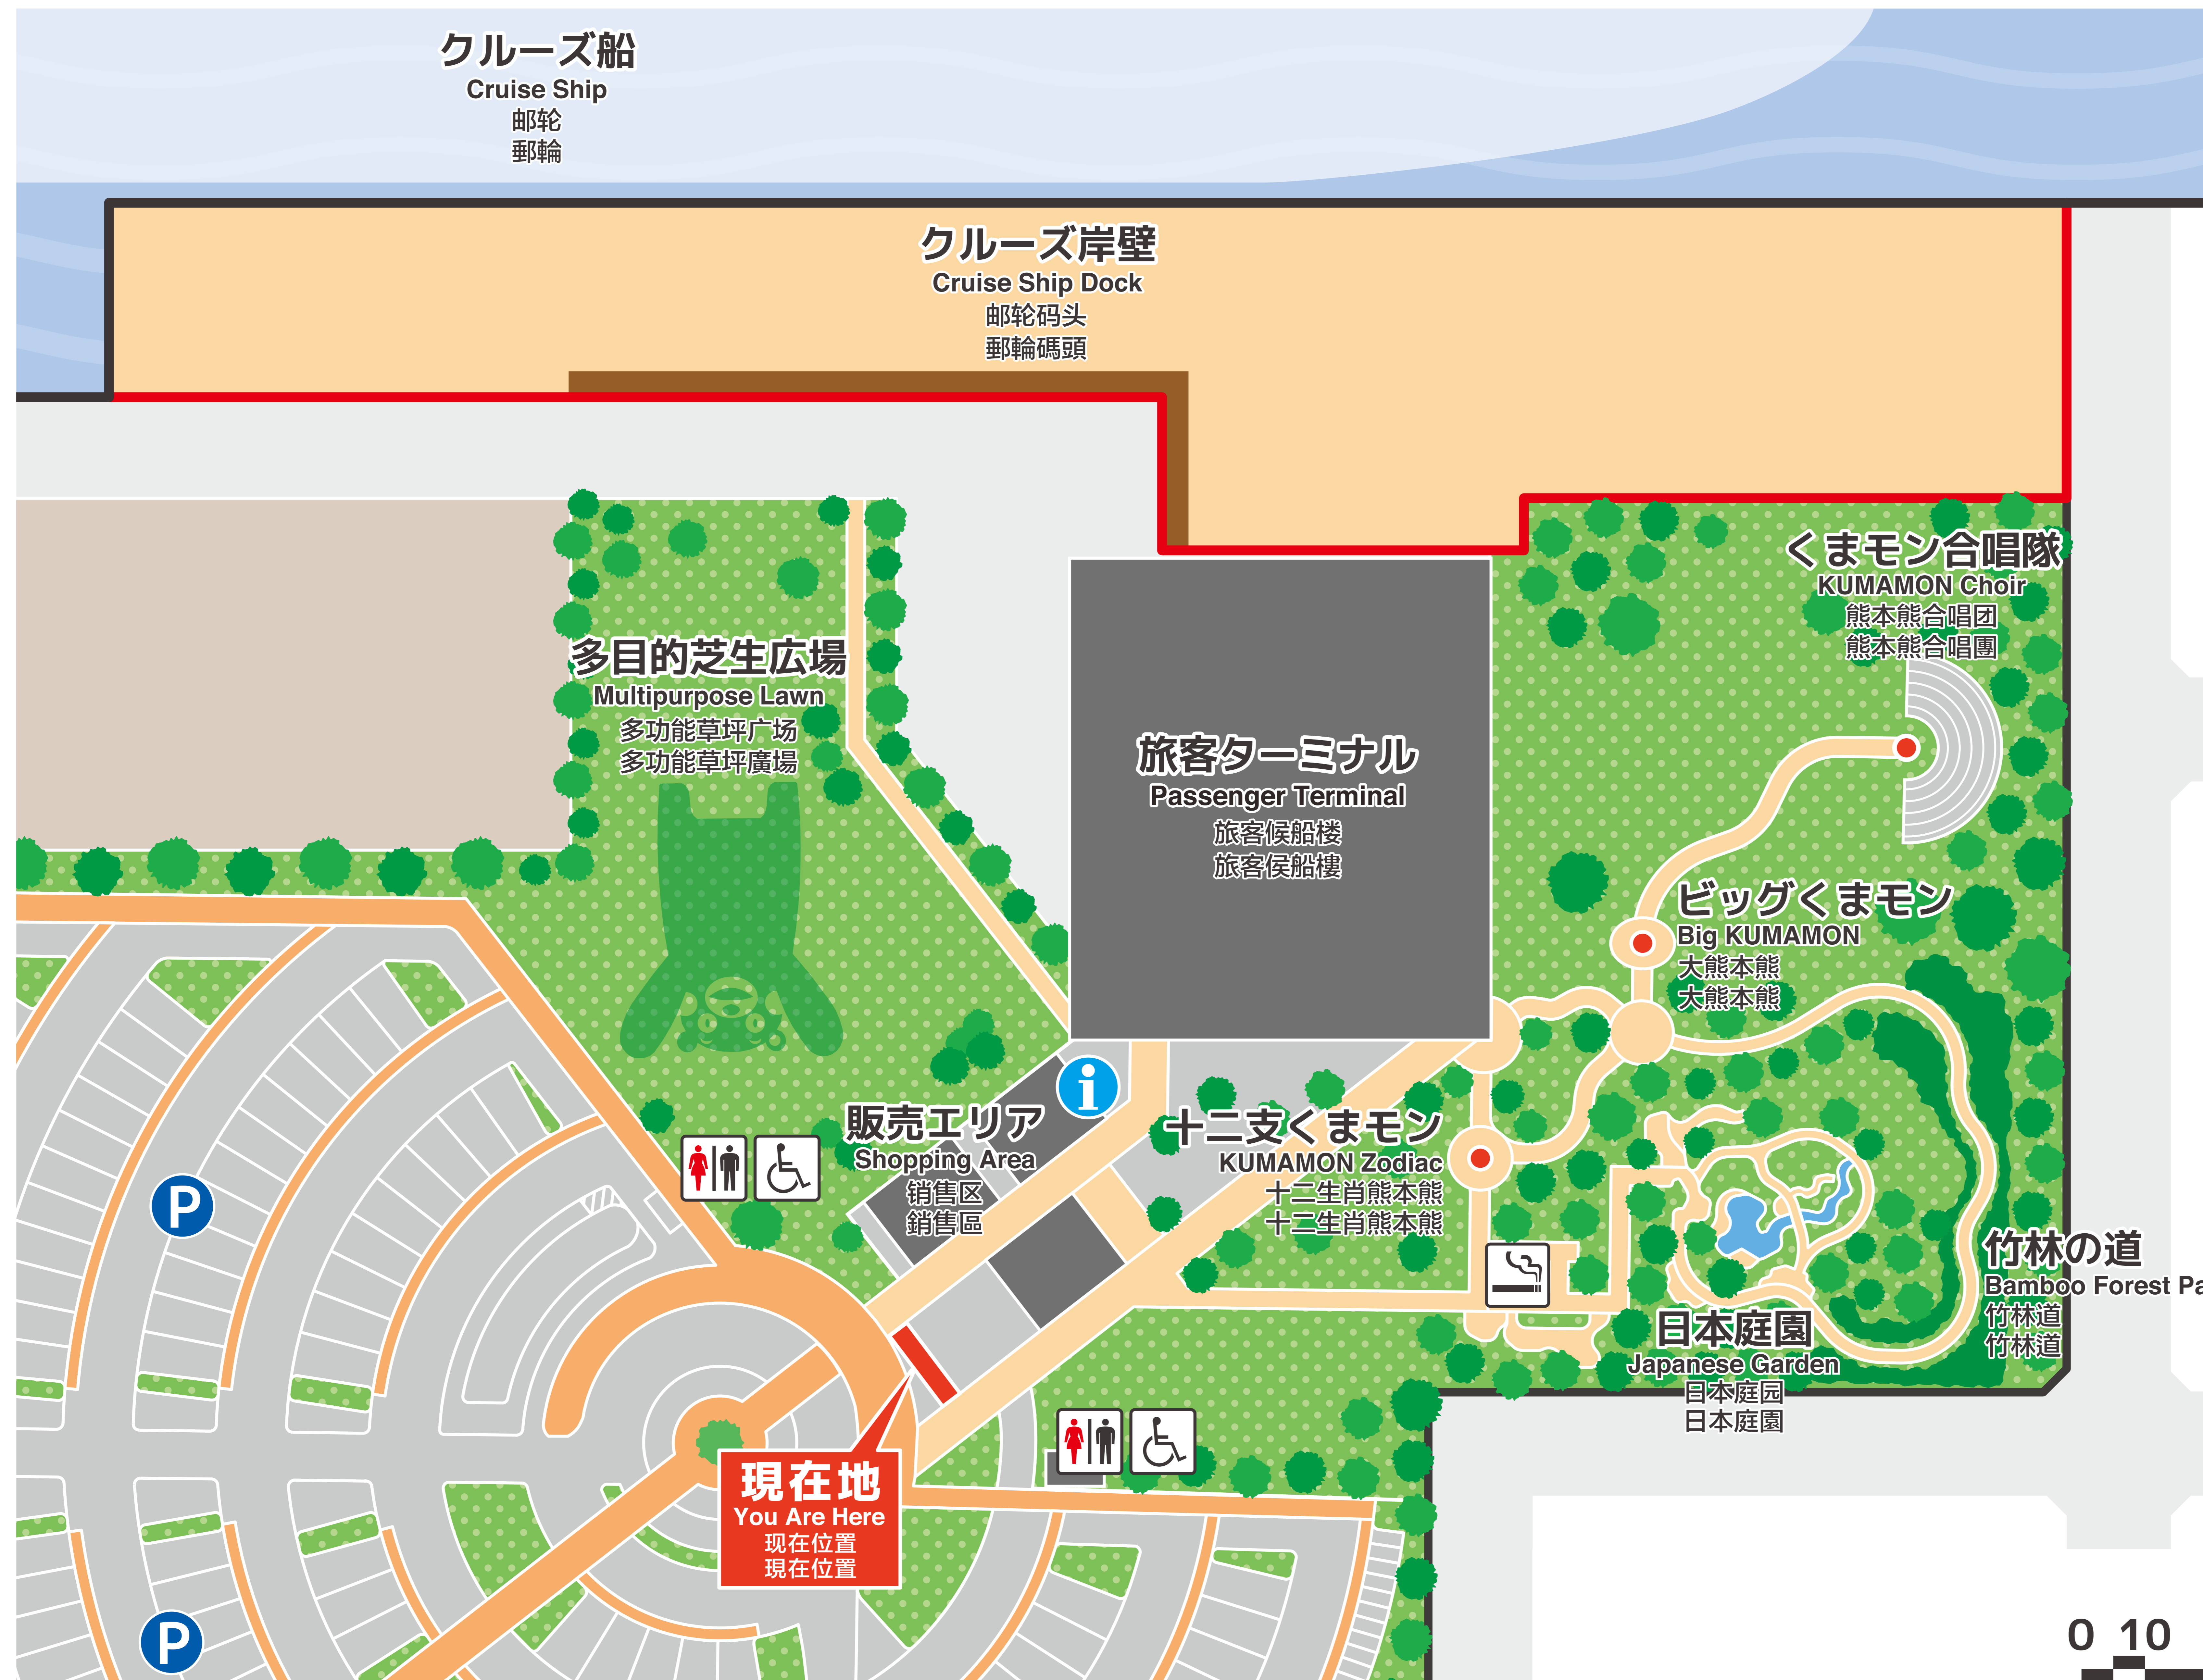 クルーズ船
Cruise Ship
邮轮
郵輪
クルーズ岸壁
Cruise Ship Dock
邮轮码头
郵輪碼頭
くまモン合唱隊
KUMAMON Choir
熊本熊合唱团
熊本熊合唱團
多目的芝生広場
Multipurpose Lawn
多功能草坪广场
多功能草坪廣場
旅客ターミナル
Passenger Terminal
旅客候船楼
旅客侯船樓
ビッグくまモン
Big KUMAMON
大熊本熊
大熊本熊
i
販売エリア
Shopping Area
销售区
銷售區
十二支くまモン
KUMAMON Zodiac
十二生肖熊本熊
十二生肖熊本熊
P
竹林の道
Bamboo Forest Pa
竹林道
竹林道
日本庭園
Japanese Garden
日本庭园
日本庭園
現在地
You Are Here
现在位置
現在位置
P
0 10